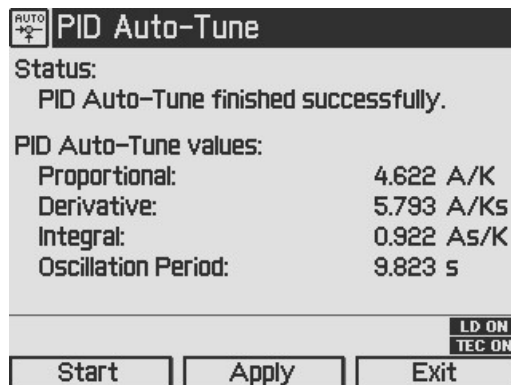 AUTO
PID Auto-Tune
Status:
PID Auto-Tune finished successfully.
PID Auto-Tune values:
Proportional: 4.622 A/K
Derivative: 5.793 A/Ks
Integral: 0.922 As/K
Oscillation Period: 9.823 s
LD ON
TEC ON
Start Apply Exit